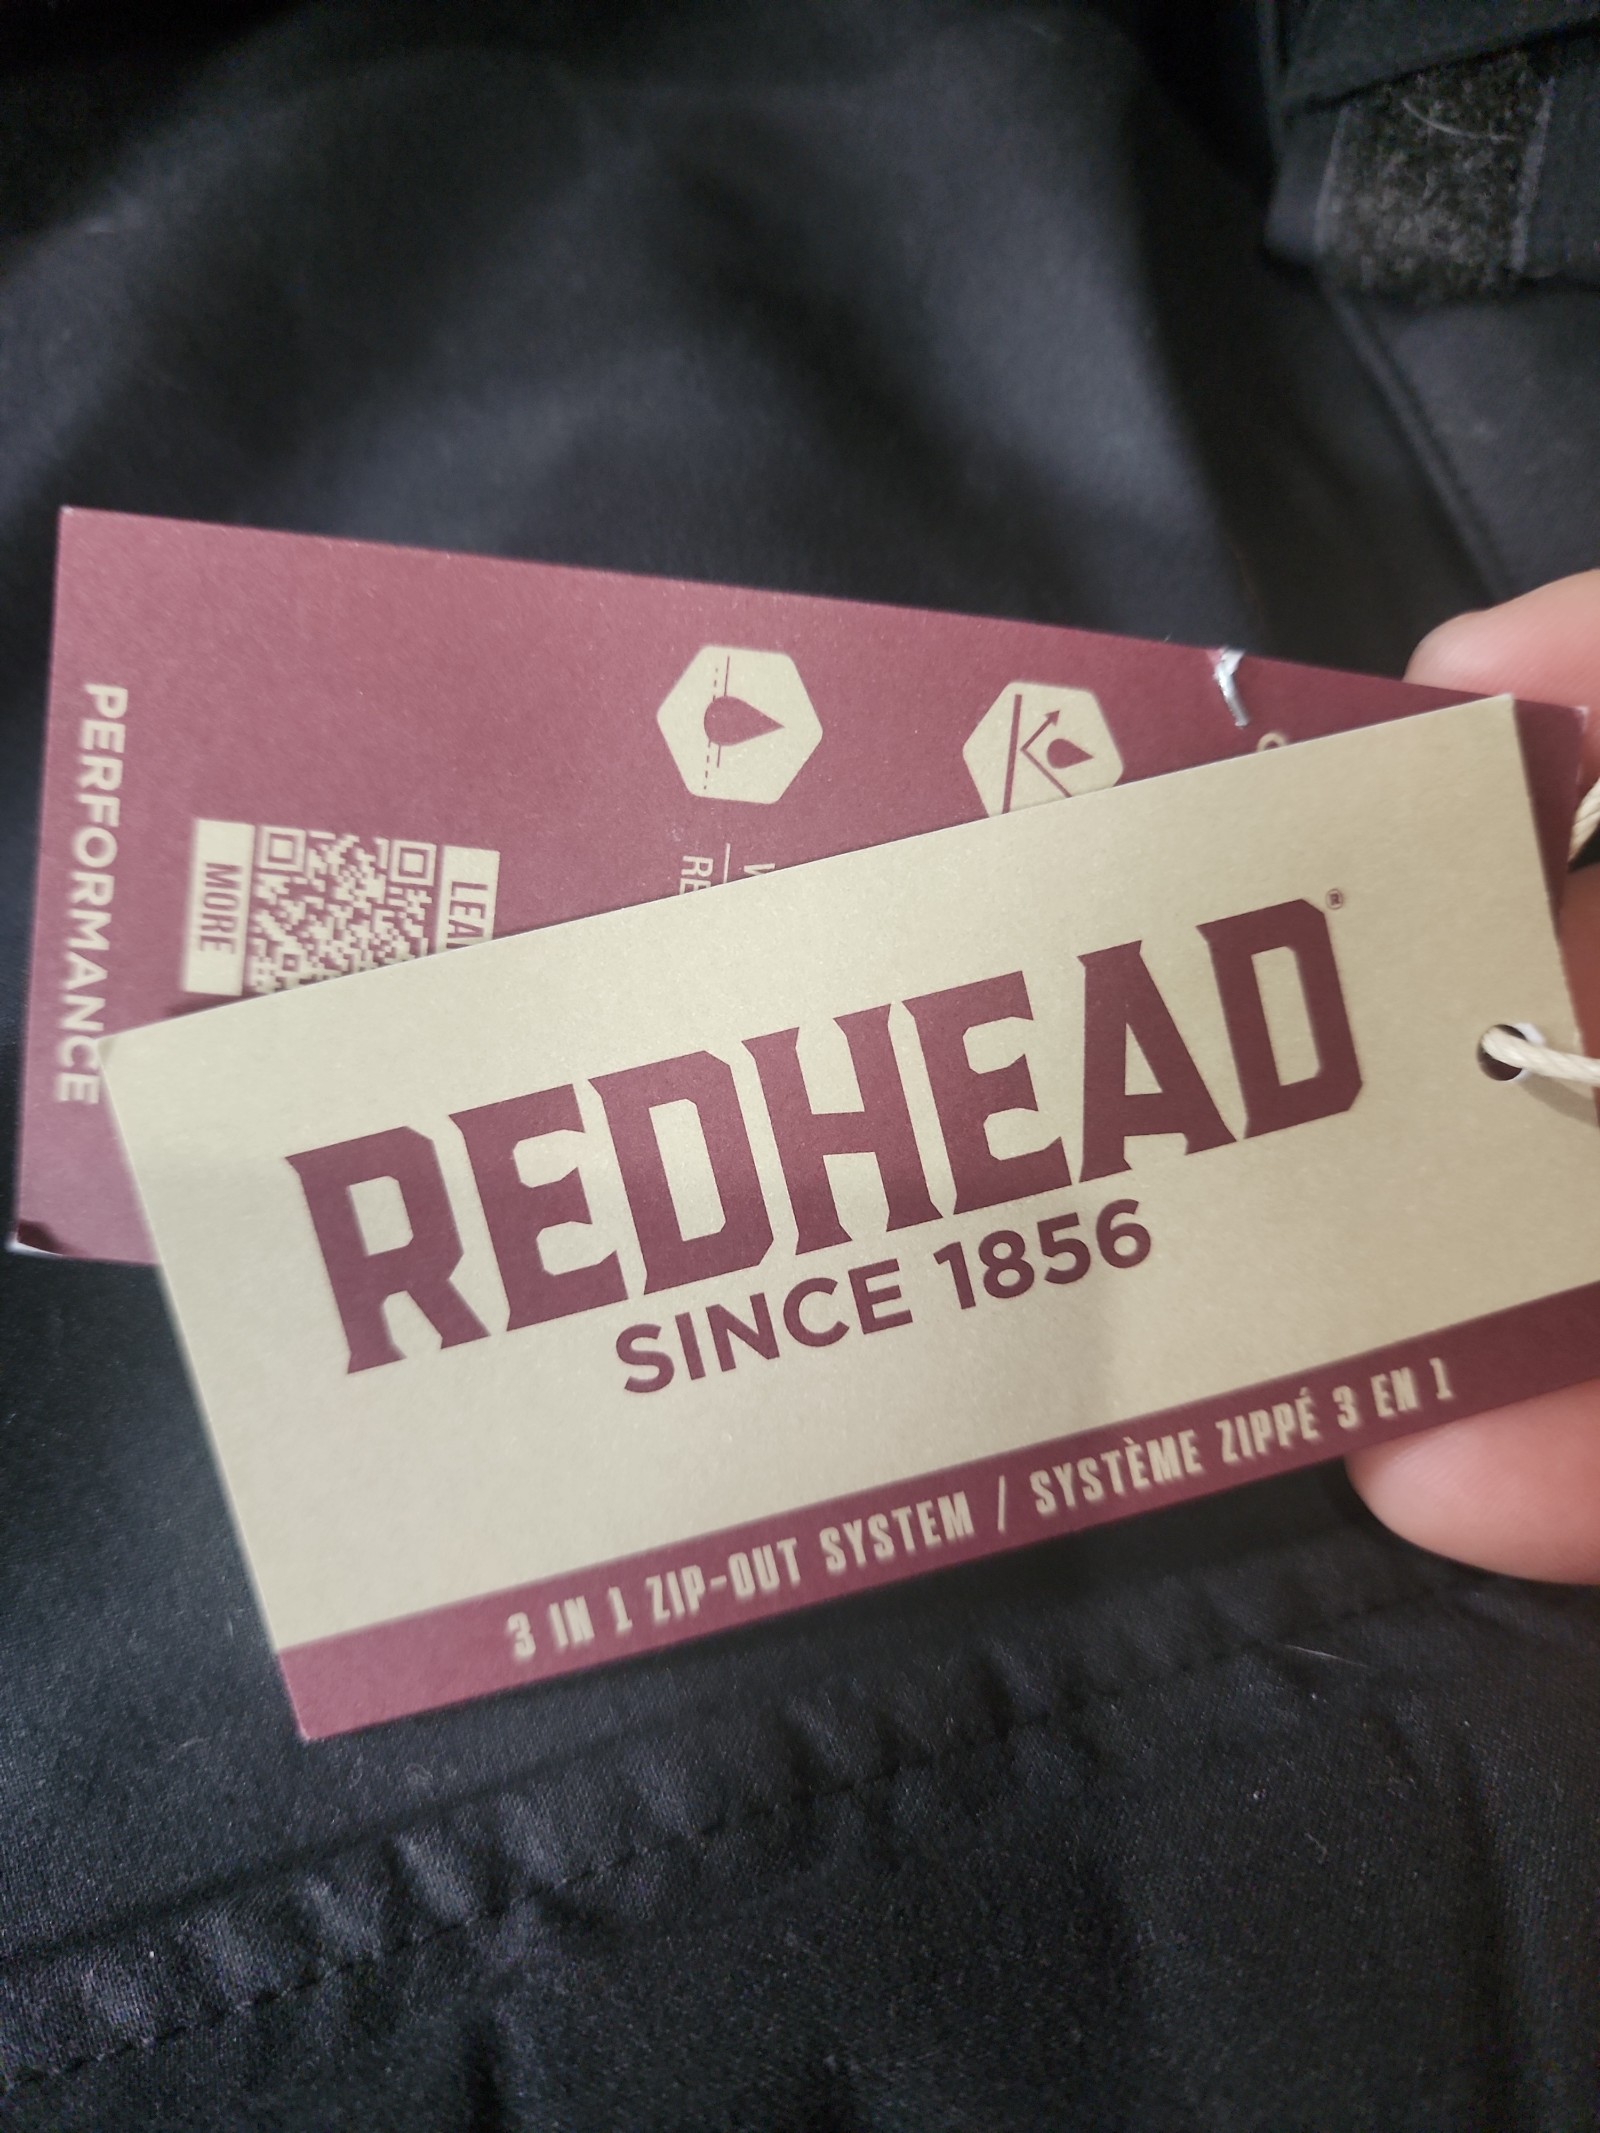 PERFORMANCE
MORE
REDHEAD®
SINCE 1856
3 IN 1 ZIP-OUT SYSTEM / SYSTÈME ZIPPÉ 3 EN 1